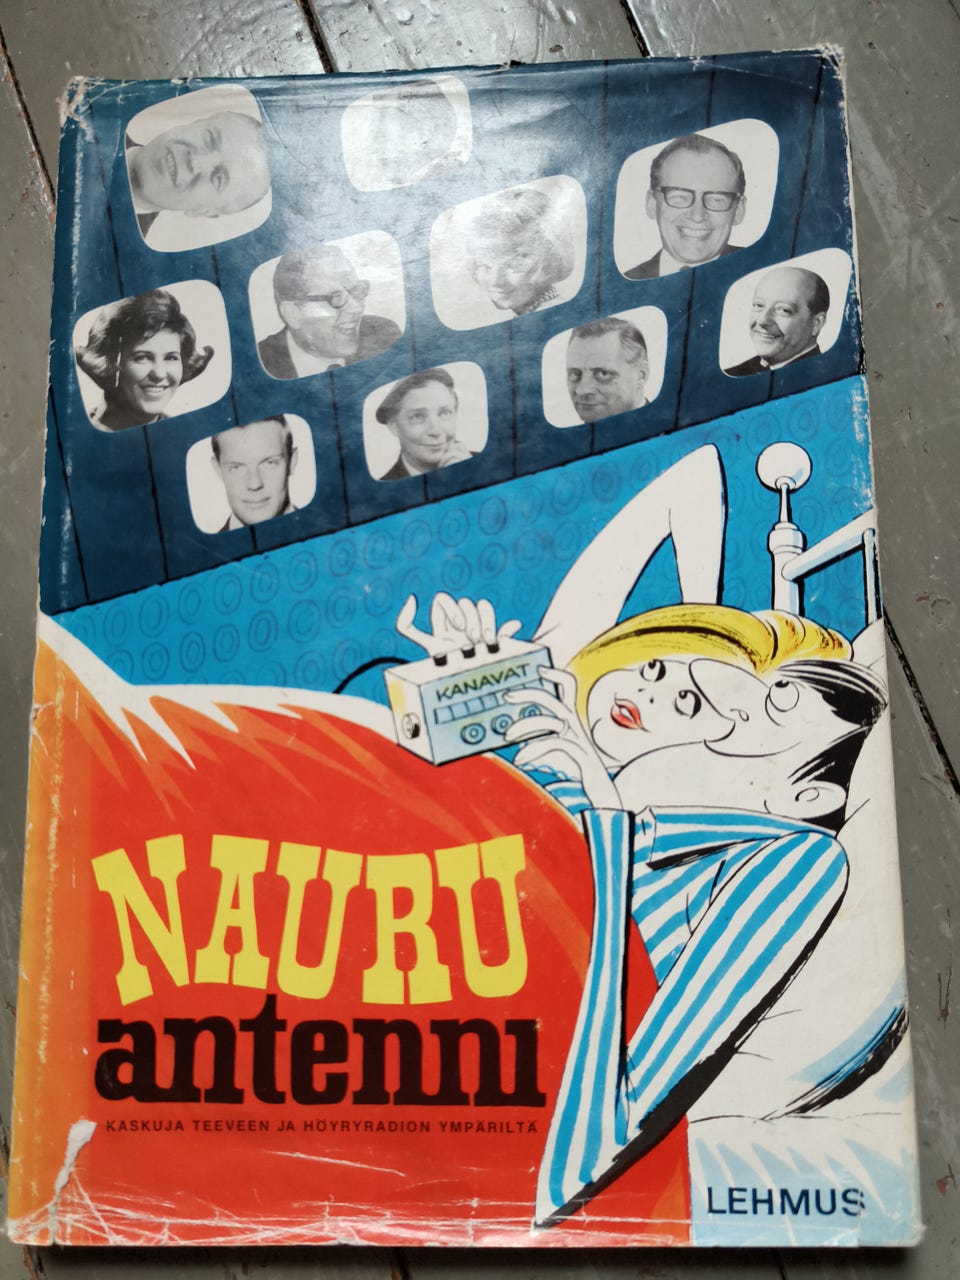 KANAVAT
NAURU
antenni
KASKUJA TEEVEEN JA HÖYRYRADION YMPÄRILTÄ
LEHMUS